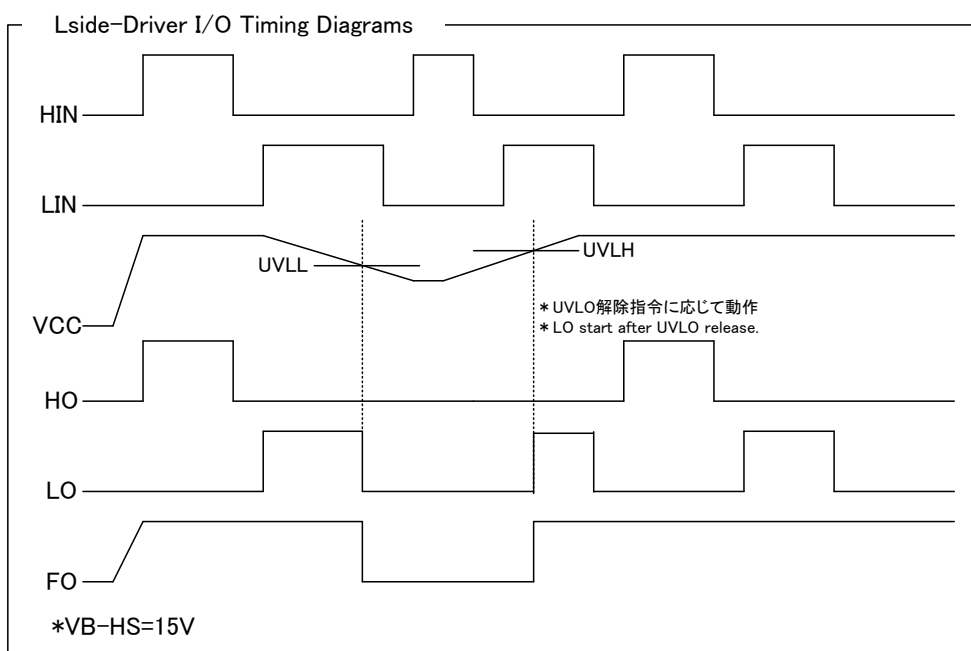 Lside-Driver I/O Timing Diagrams
HIN
LIN
UVLL
UVLH
VCC
*UVLO解除指令に応じて動作
*LO start after UVLO release.
HO
LO
FO
*VB-HS=15V